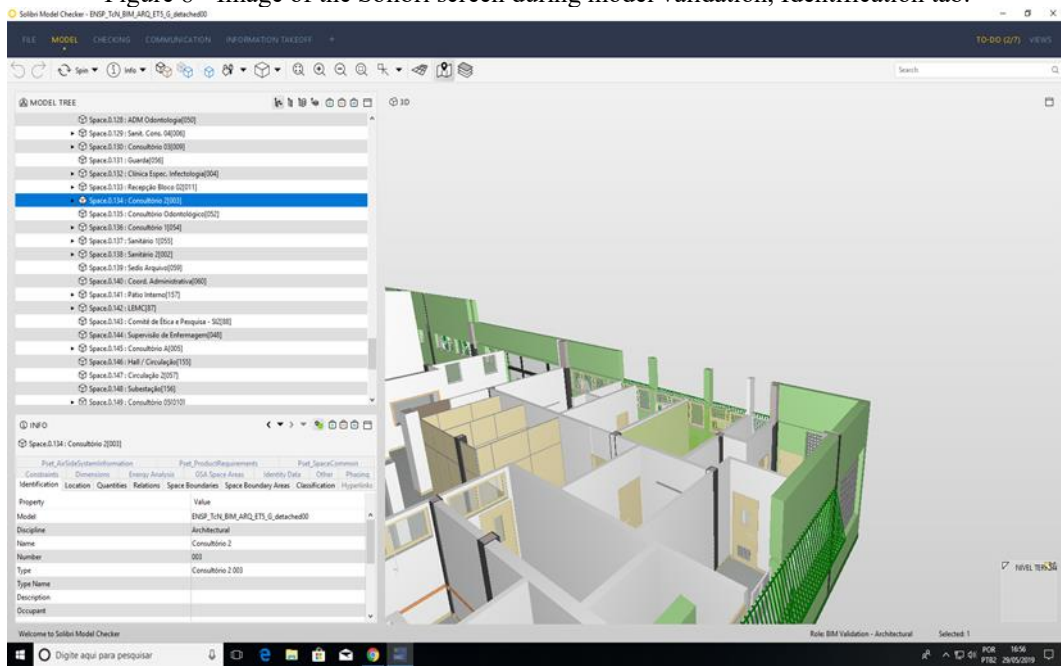 Figure 6 - Image of the Solibri screen during model validation, Identification tab.
Solibri Model Checker - ENSP_TcN_BIM_ARQ_ET5_G_detached00
FILE MODEL CHECKING COMMUNICATION INFORMATION TAKEOFF +
TO-DO (2/7) VIEWS
Spin Info Search
MODEL TREE
3D
Space.0.128 : ADM Odontologia[050]
Space.0.129 : Sanit. Cons. 04[006]
Space.0.130 : Consultório 03[009]
Space.0.131 : Guarda[056]
Space.0.132 : Clínica Espec. Infectologia[004]
Space.0.133 : Recepção Bloco 02[011]
Space.0.134 : Consultório 2[003]
Space.0.135 : Consultório Odontológico[052]
Space.0.136 : Consultório 1[054]
Space.0.137 : Sanitário 1[055]
Space.0.138 : Sanitário 2[002]
Space.0.139 : Sedio Arquivo[059]
Space.0.140 : Coord. Administrativa[060]
Space.0.141 : Pátio Interno[157]
Space.0.142 : LEMC[87]
Space.0.143 : Comitê de Ética e Pesquisa - SI2[88]
Space.0.144 : Supervisão de Enfermagem[048]
Space.0.145 : Consultório A[005]
Space.0.146 : Hall / Circulação[155]
Space.0.147 : Circulação 2[057]
Space.0.148 : Subestação[156]
Space.0.149 : Consultório 05[010]
INFO
Space.0.134 : Consultório 2[003]
Pset_AirSideSystemInformation Pset_ProductRequirements Pset_SpaceCommon
Constraints Dimensions Energy Analysis GSA Space Areas Identity Data Other Phasing
Identification Location Quantities Relations Space Boundaries Space Boundary Areas Classification Hyperlinks
Property Value
Model ENSP_TcN_BIM_ARQ_ET5_G_detached00
Discipline Architectural
Name Consultório 2
Number 003
Type Consultório 2 003
Type Name
Description
Occupant
NIVEL
Welcome to Solibri Model Checker
Role: BIM Validation - Architectural Selected: 1
Digite aqui para pesquisar
POR 16:56
PTB2 29/05/2019